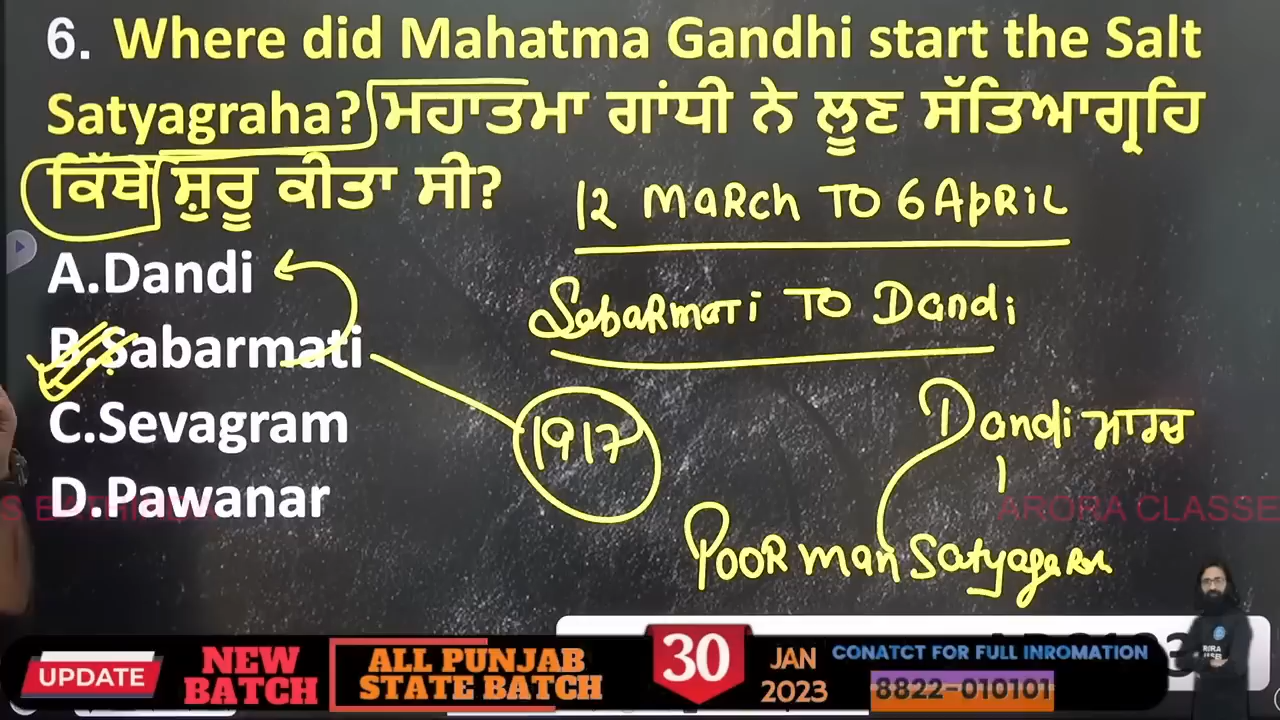 6. Where did Mahatma Gandhi start the Salt
Satyagraha? ਮਹਾਤਮਾ ਗਾਂਧੀ ਨੇ ਲੂਣ ਸੱਤਿਆਗ੍ਰਹਿ
ਕਿੱਥੇ ਸ਼ੁਰੂ ਕੀਤਾ ਸੀ?
12 MARch TO 6 ApRiL
A.Dandi
SabaRmati TO Dandi
B.Sabarmati
C.Sevagram
1917
Dandi ਮਾਰਚ
D.Pawanar
ARORA CLASSE
POOR man
UPDATE
NEW BATCH
ALL PUNJAB
STATE BATCH
30
JAN
2023
CONATCT FOR FULL INROMATION
8822-010101